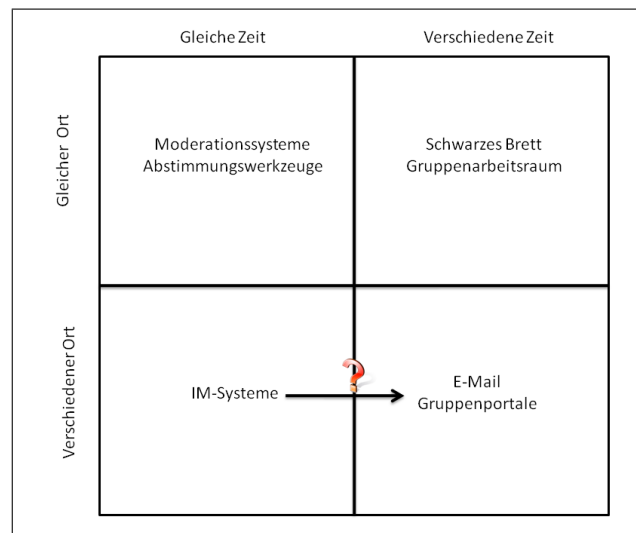 Gleiche Zeit
Verschiedene Zeit
Gleicher Ort
Moderationssysteme
Abstimmungswerkzeuge
Schwarzes Brett
Gruppenarbeitsraum
Verschiedener Ort
IM-Systeme
?
E-Mail
Gruppenportale